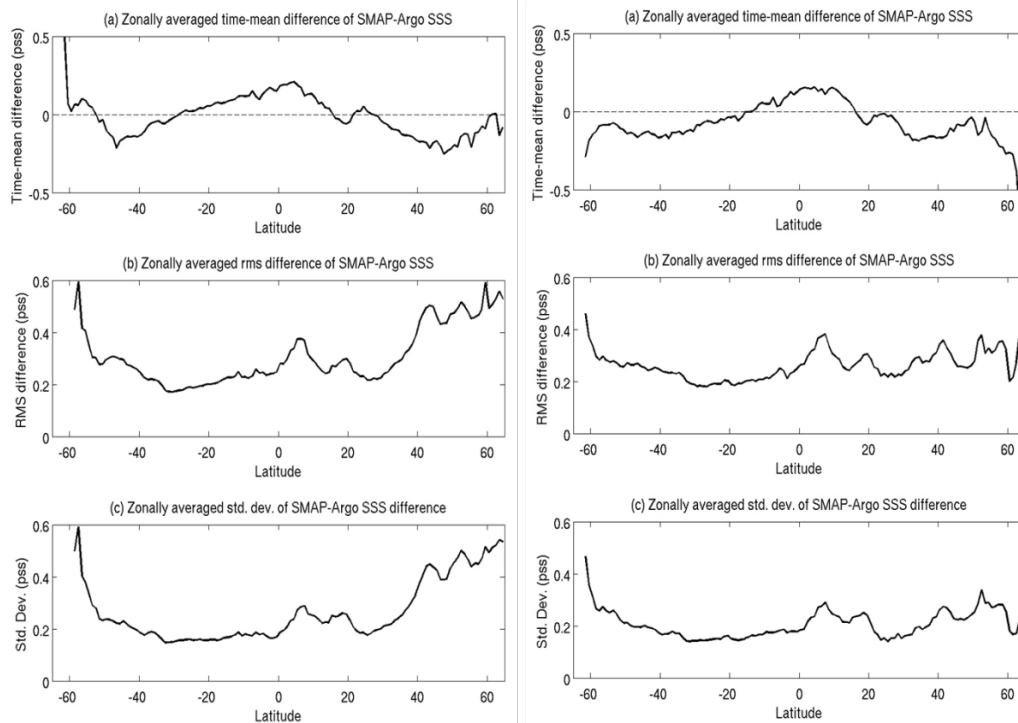 (a) Zonally averaged time-mean difference of SMAP-Argo SSS
Time-mean difference (pss)
0.5
0
-0.5
-60 -40 -20 0 20 40 60
Latitude
(b) Zonally averaged rms difference of SMAP-Argo SSS
RMS difference (pss)
0.6
0.4
0.2
0
-60 -40 -20 0 20 40 60
Latitude
(c) Zonally averaged std. dev. of SMAP-Argo SSS difference
Std. Dev. (pss)
0.6
0.4
0.2
0
-60 -40 -20 0 20 40 60
Latitude
(a) Zonally averaged time-mean difference of SMAP-Argo SSS
Time-mean difference (pss)
0.5
0
-0.5
-60 -40 -20 0 20 40 60
Latitude
(b) Zonally averaged rms difference of SMAP-Argo SSS
RMS difference (pss)
0.6
0.4
0.2
0
-60 -40 -20 0 20 40 60
Latitude
(c) Zonally averaged std. dev. of SMAP-Argo SSS difference
Std. Dev. (pss)
0.6
0.4
0.2
0
-60 -40 -20 0 20 40 60
Latitude